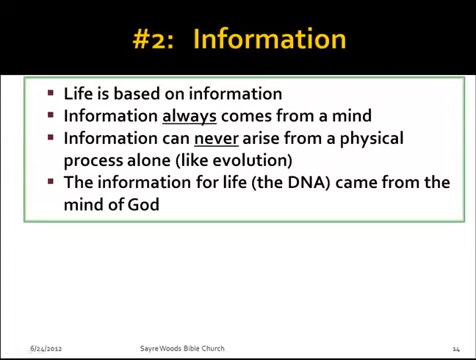 #2: Information
Life is based on information
Information always comes from a mind
Information can never arise from a physical
process alone (like evolution)
The information for life (the DNA) came from the
mind of God
6/24/2012 Sayre Woods Bible Church 14